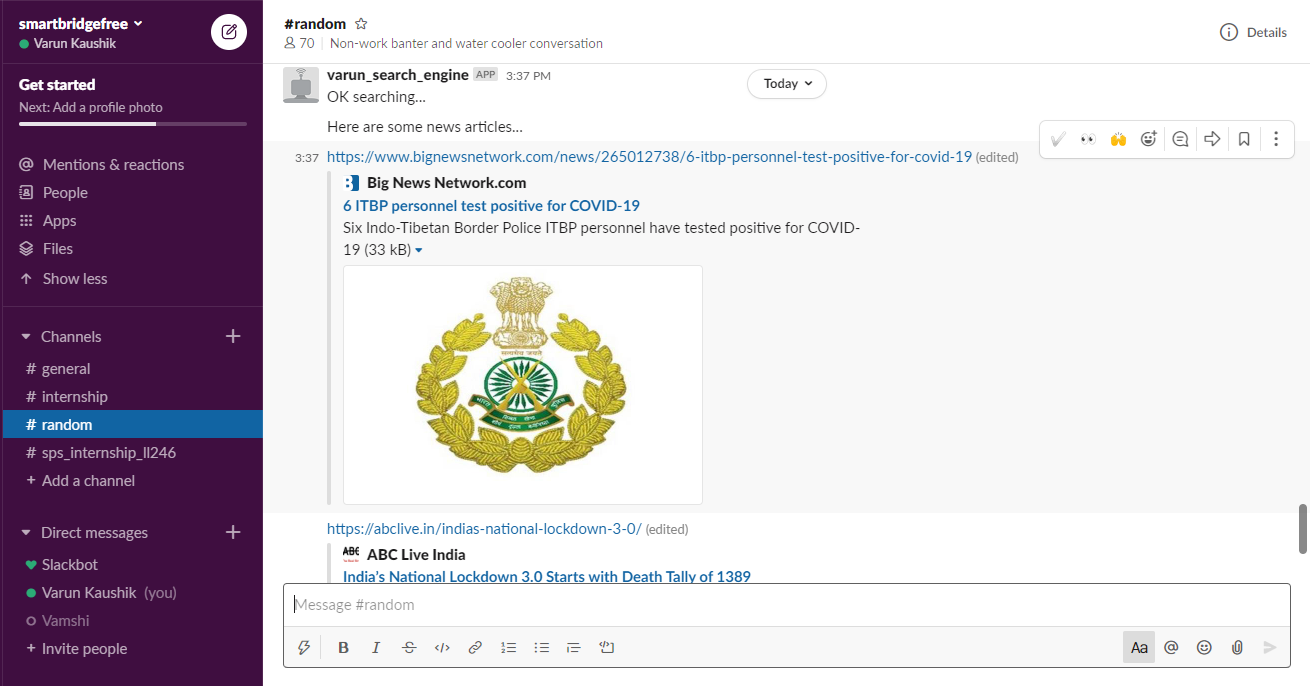 smartbridgefree
Varun Kaushik
Get started
Next: Add a profile photo
Mentions & reactions
People
Apps
Files
Show less
Channels
# general
# internship
# random
# sps_internship_ll246
+ Add a channel
Direct messages
Slackbot
Varun Kaushik (you)
Vamshi
+ Invite people
#random
70 | Non-work banter and water cooler conversation
Details
Today
varun_search_engine APP 3:37 PM
OK searching...
Here are some news articles...
3:37 https://www.bignewsnetwork.com/news/265012738/6-itbp-personnel-test-positive-for-covid-19 (edited)
Big News Network.com
6 ITBP personnel test positive for COVID-19
Six Indo-Tibetan Border Police ITBP personnel have tested positive for COVID-
19 (33 kB)
सत्यमेव जयते
https://abclive.in/indias-national-lockdown-3-0/ (edited)
ABC ABC Live India
India's National Lockdown 3.0 Starts with Death Tally of 1389
Message #random
B I S </> Aa @